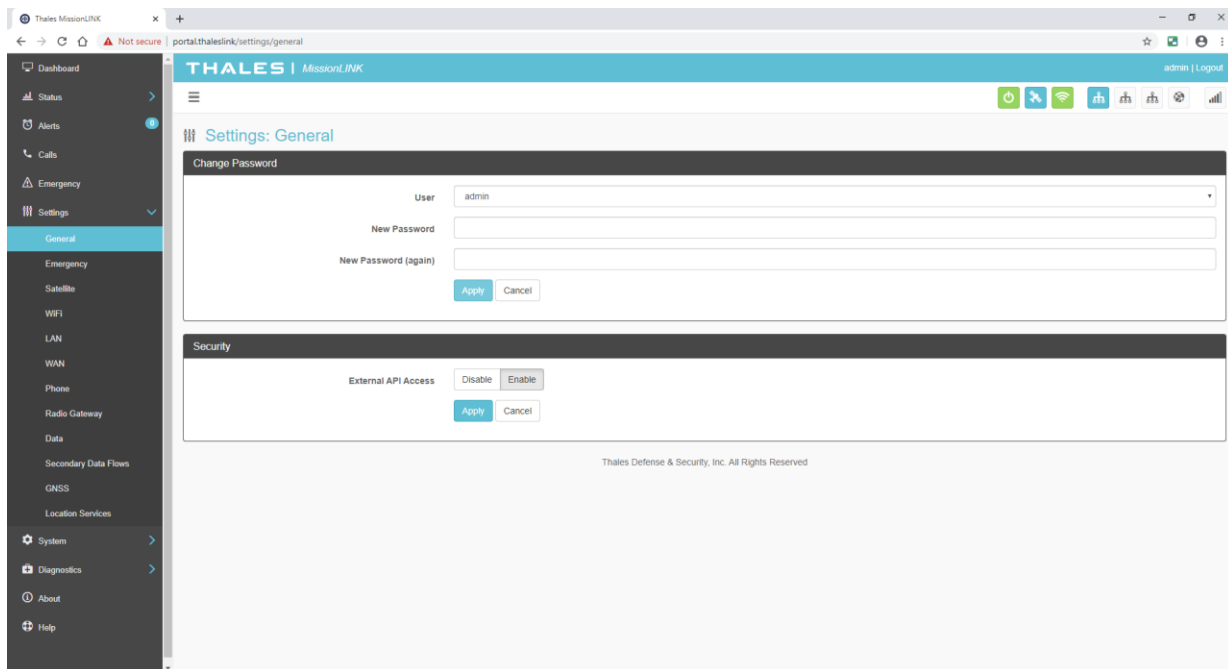 Thales MissionLINK
Not secure | portal.thaleslink/settings/general
Dashboard
THALES | MissionLINK
admin | Logout
Status
Alerts
0
Calls
Emergency
Settings
General
Emergency
Satellite
WiFi
LAN
WAN
Phone
Radio Gateway
Data
Secondary Data Flows
GNSS
Location Services
System
Diagnostics
About
Help
Settings: General
Change Password
User
admin
New Password
New Password (again)
Apply
Cancel
Security
External API Access
Disable
Enable
Apply
Cancel
Thales Defense & Security, Inc. All Rights Reserved